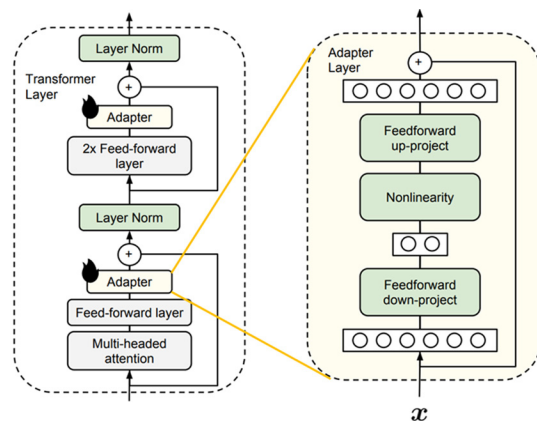 Layer Norm
Transformer
Layer
+
Adapter
2x Feed-forward
layer
Layer Norm
+
Adapter
Feed-forward layer
Multi-headed
attention
Adapter
Layer
+
Feedforward
up-project
Nonlinearity
Feedforward
down-project
x